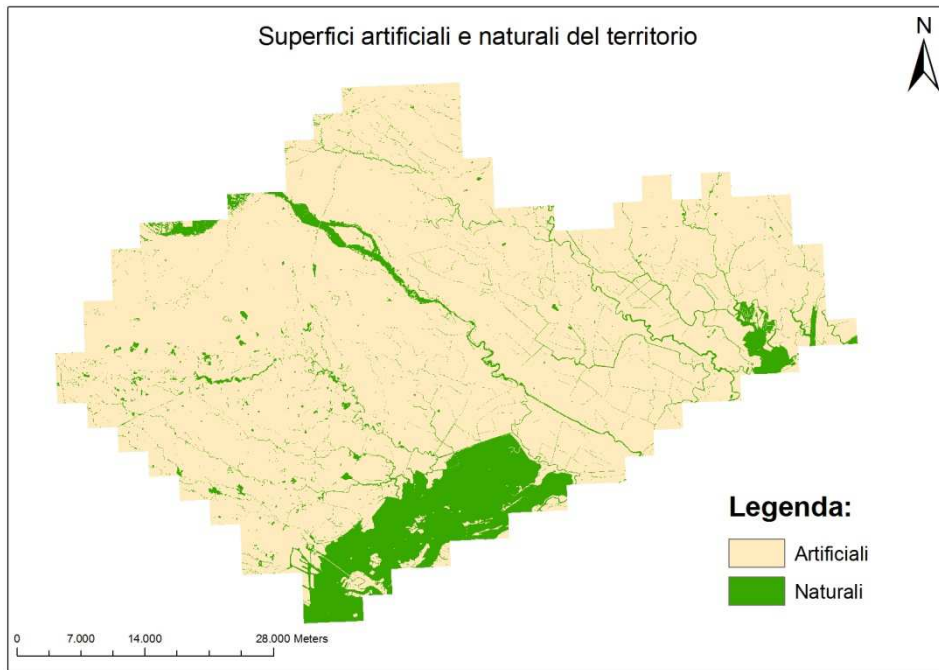 Superfici artificiali e naturali del territorio
N
Legenda:
Artificiali
Naturali
0 7.000 14.000 28.000 Meters